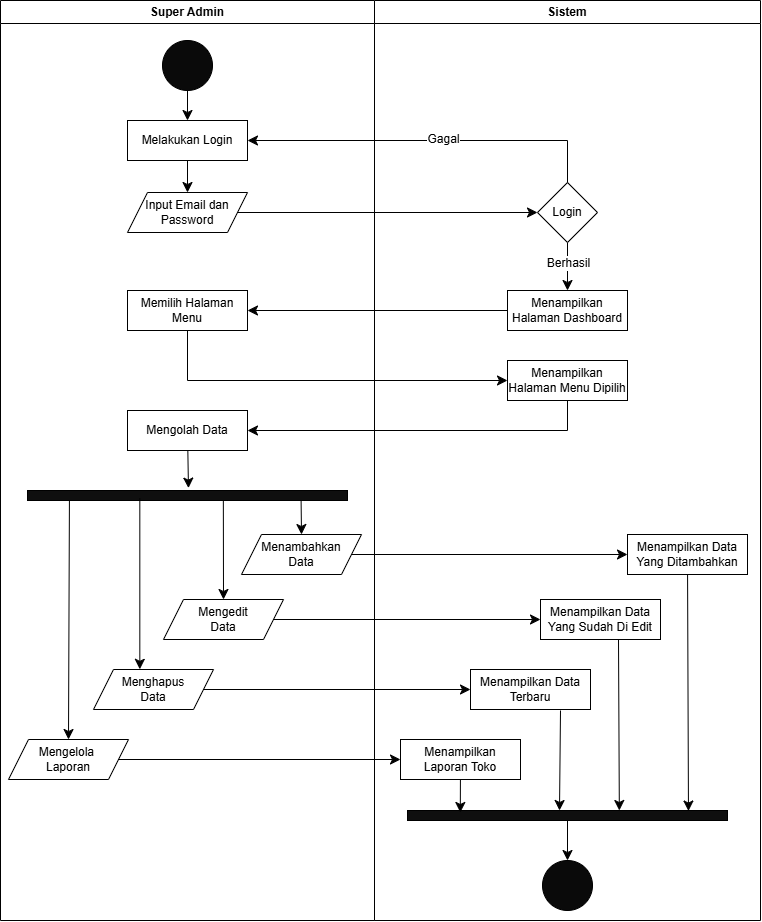 Super Admin
Sistem
Melakukan Login
Gagal
Input Email dan
Password
Login
Berhasil
Memilih Halaman
Menu
Menampilkan
Halaman Dashboard
Menampilkan
Halaman Menu Dipilih
Mengolah Data
Menambahkan
Data
Menampilkan Data
Yang Ditambahkan
Mengedit
Data
Menampilkan Data
Yang Sudah Di Edit
Menghapus
Data
Menampilkan Data
Terbaru
Mengelola
Laporan
Menampilkan
Laporan Toko